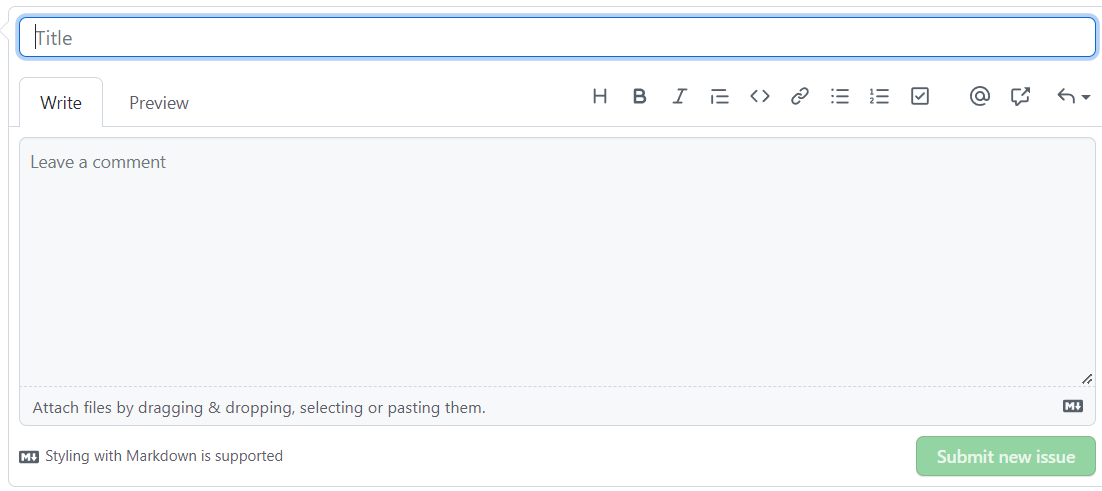 Title
Write Preview H B I
Leave a comment
Attach files by dragging & dropping, selecting or pasting them. M
Styling with Markdown is supported
Submit new issue